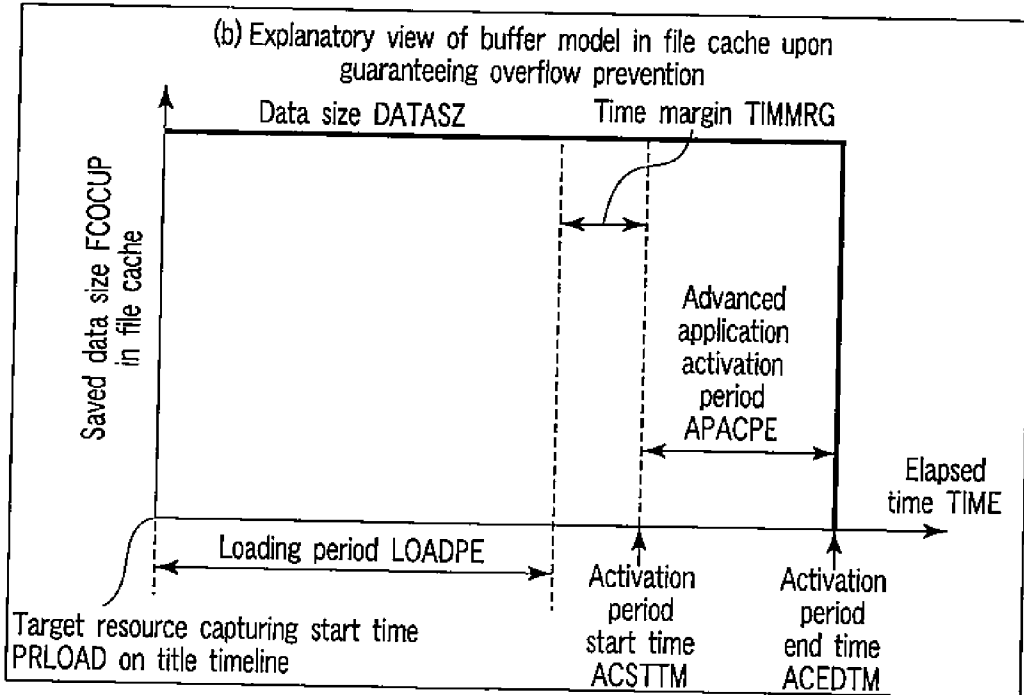 (b) Explanatory view of buffer model in file cache upon
guaranteeing overflow prevention
Data size DATASZ
Time margin TIMMRG
Saved data size FCOCUP
in file cache
Advanced
application
activation
period
APACPE
Elapsed
time TIME
Loading period LOADPE
Target resource capturing start time
PRLOAD on title timeline
Activation
period
start time
ACSTTM
Activation
period
end time
ACEDTM